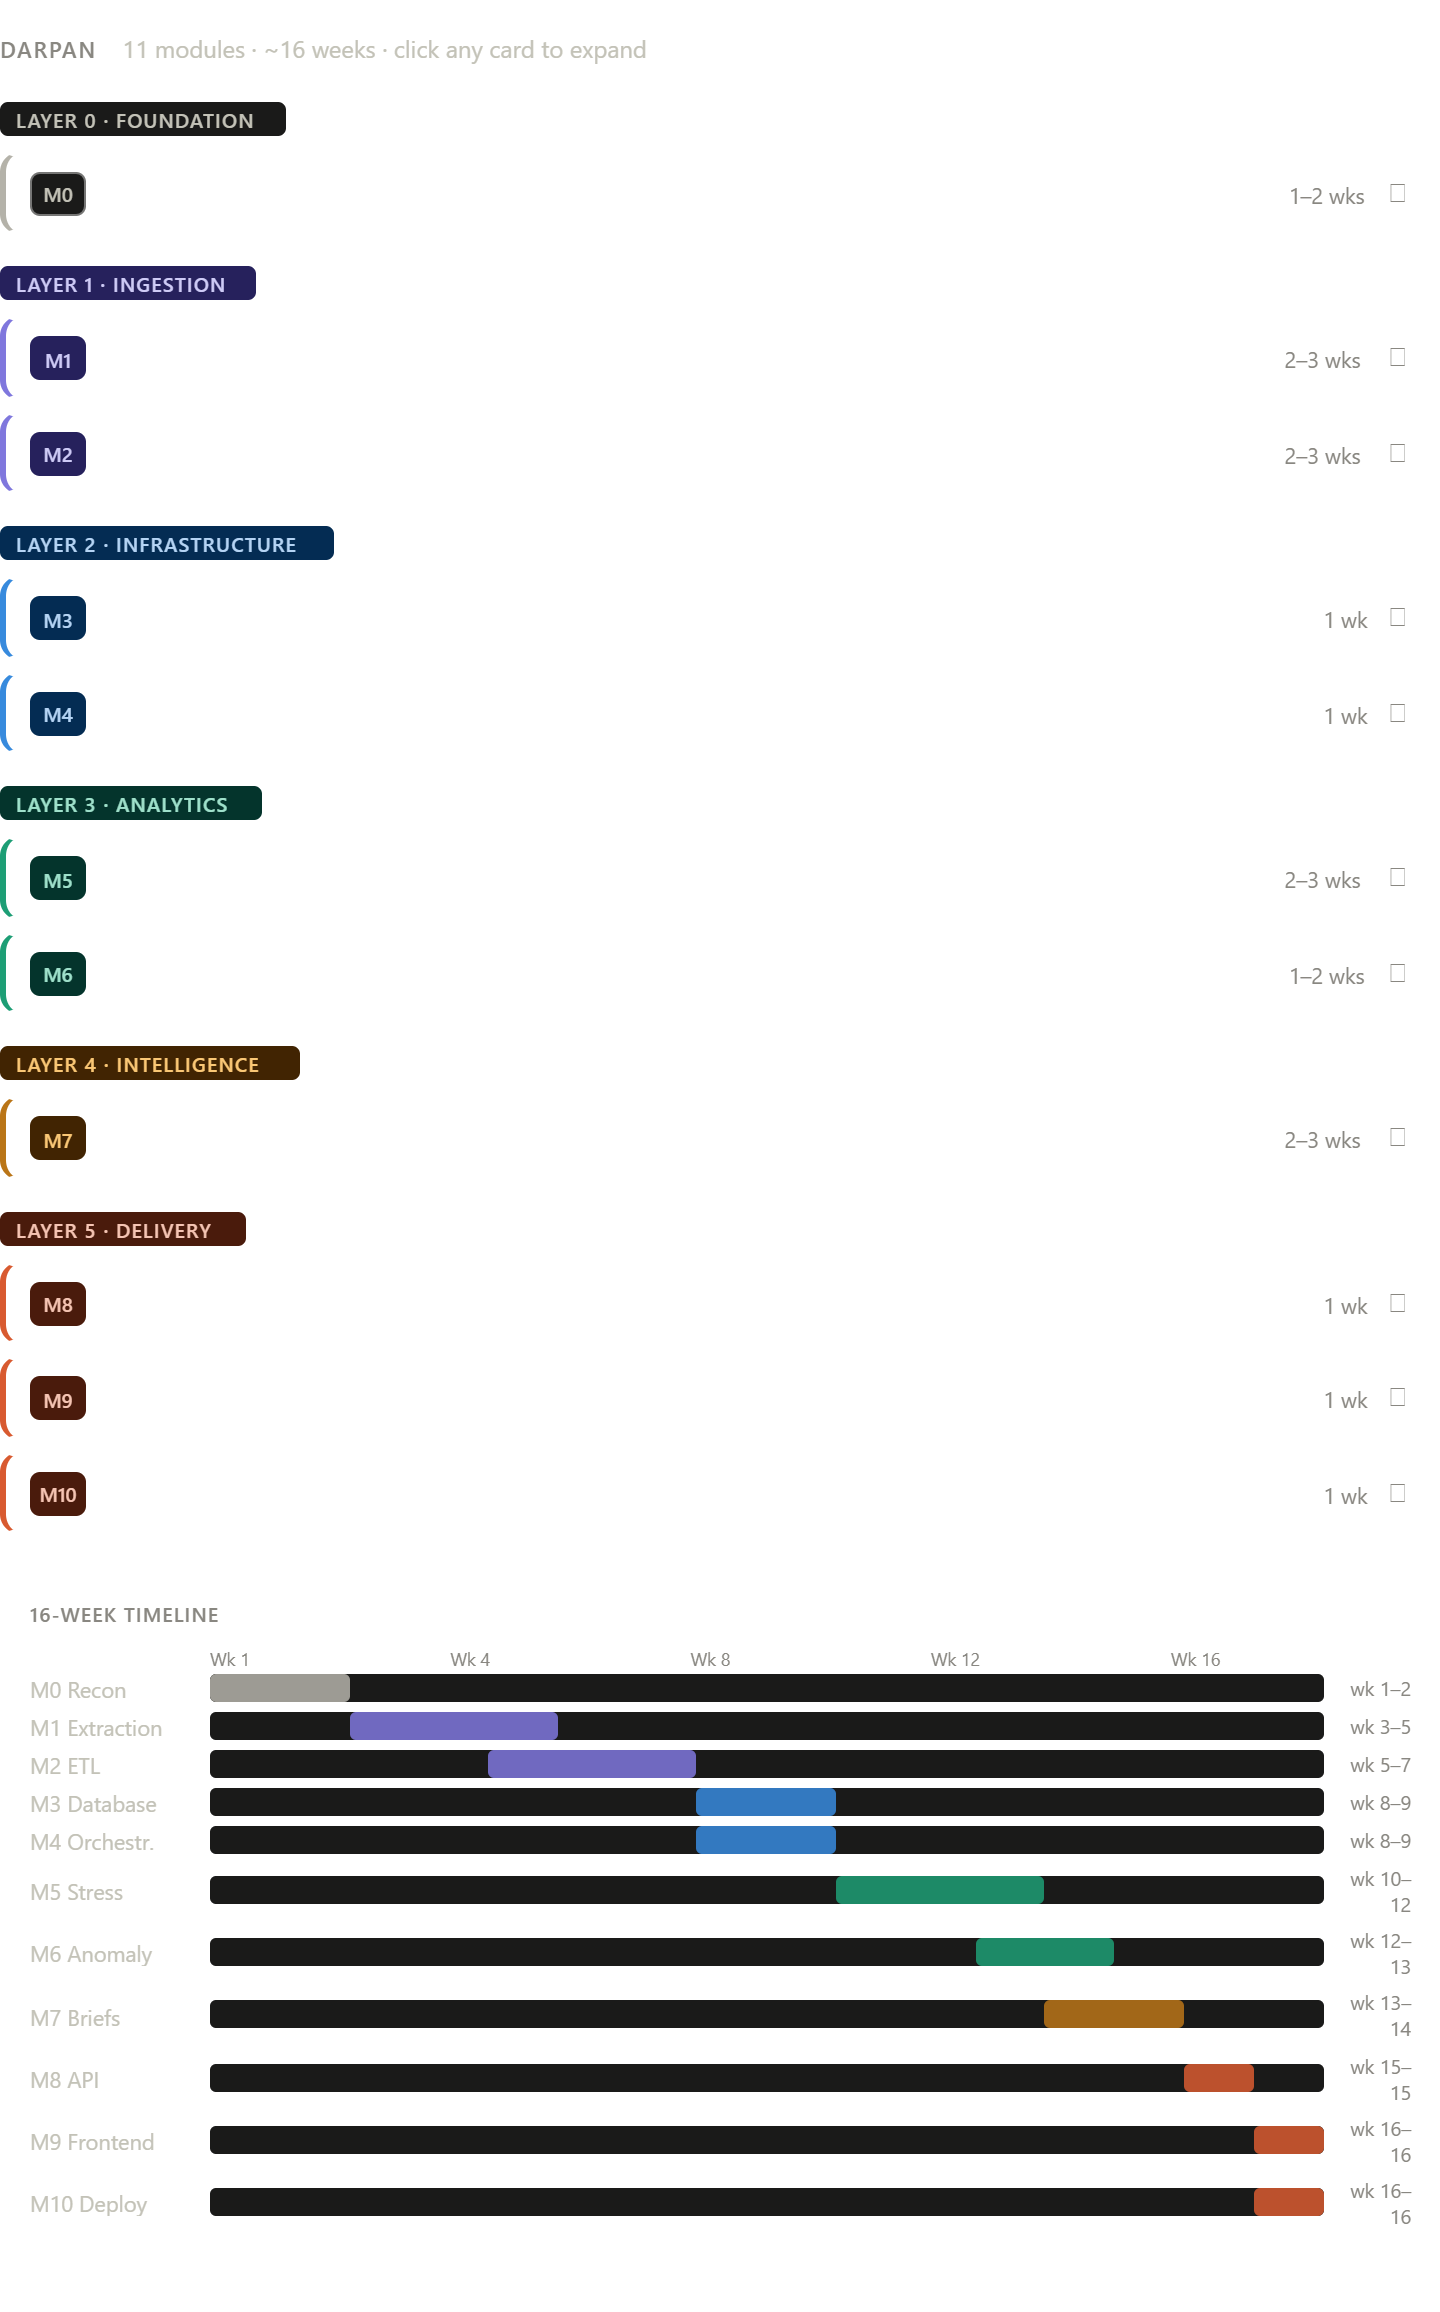 DARPAN 11 modules · ~16 weeks · click any card to expand
LAYER 0 · FOUNDATION
M0 1–2 wks
LAYER 1 · INGESTION
M1 2–3 wks
M2 2–3 wks
LAYER 2 · INFRASTRUCTURE
M3 1 wk
M4 1 wk
LAYER 3 · ANALYTICS
M5 2–3 wks
M6 1–2 wks
LAYER 4 · INTELLIGENCE
M7 2–3 wks
LAYER 5 · DELIVERY
M8 1 wk
M9 1 wk
M10 1 wk
16-WEEK TIMELINE
Wk 1 Wk 4 Wk 8 Wk 12 Wk 16
M0 Recon wk 1–2
M1 Extraction wk 3–5
M2 ETL wk 5–7
M3 Database wk 8–9
M4 Orchestr. wk 8–9
M5 Stress wk 10–
12
M6 Anomaly wk 12–
13
M7 Briefs wk 13–
14
M8 API wk 15–
15
M9 Frontend wk 16–
16
M10 Deploy wk 16–
16